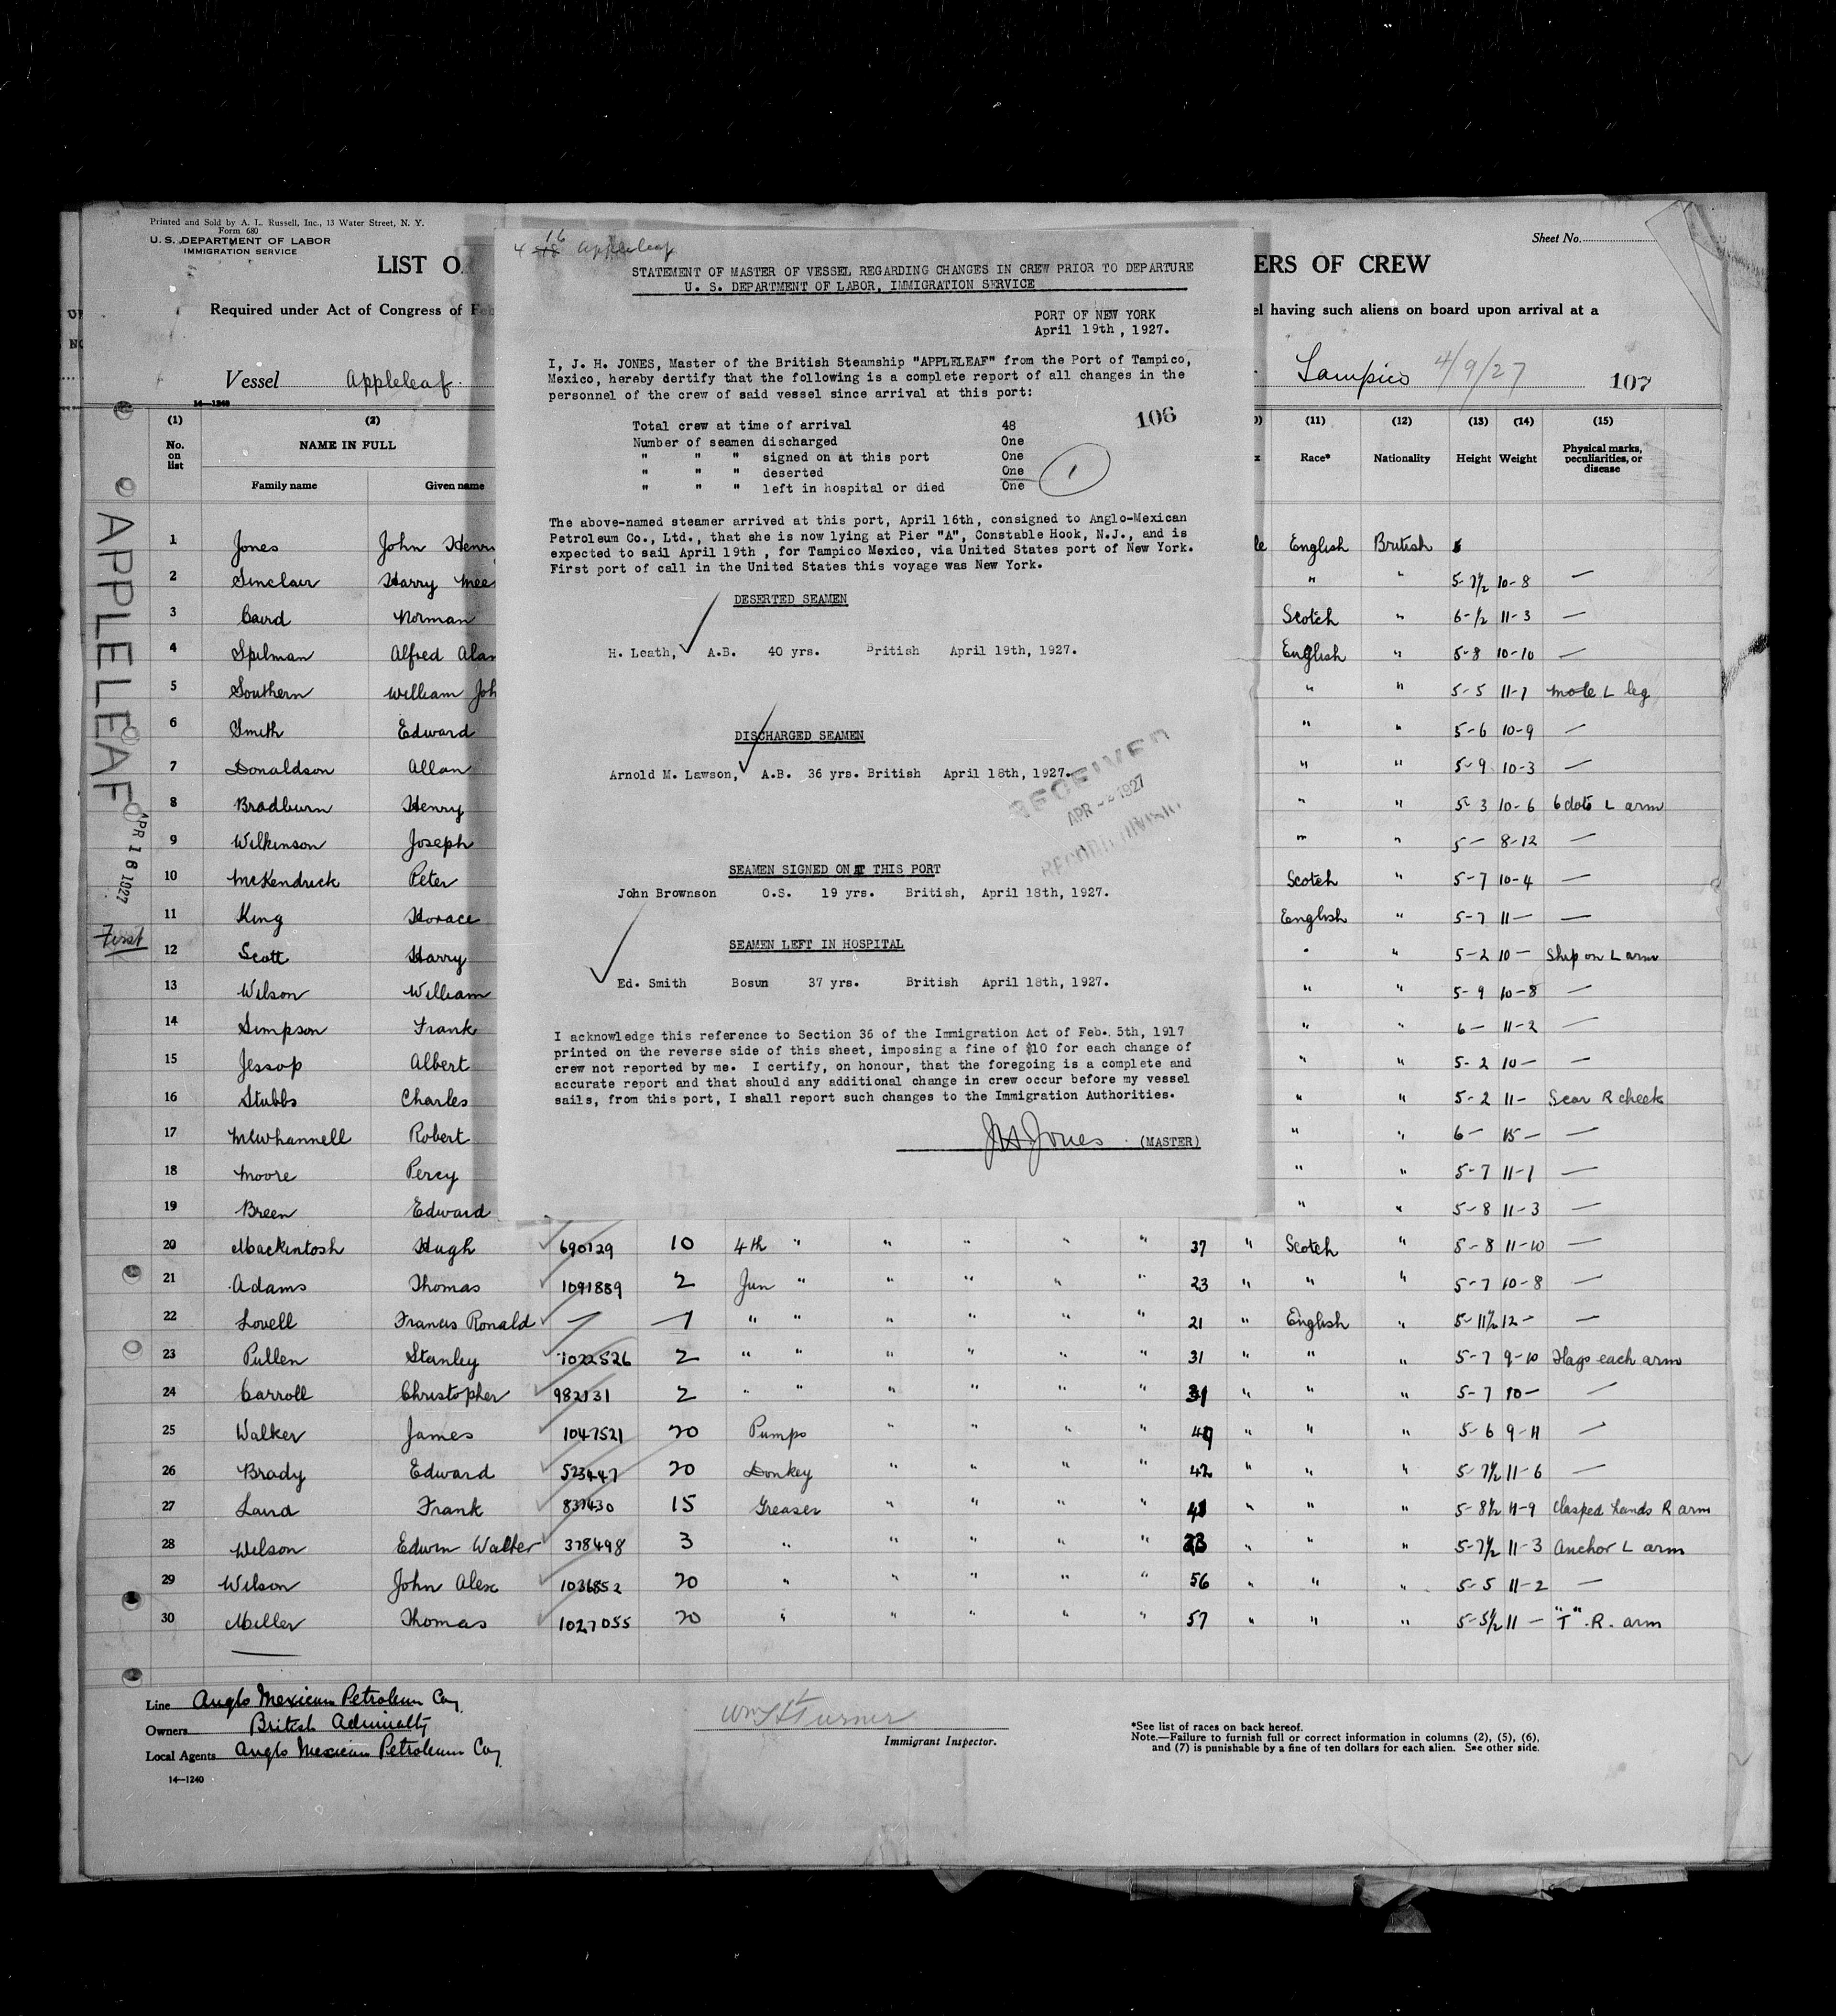 Printed and Sold by A. L. Russell, Inc., 13 Water Street, N. Y.
Form 680
U. S. DEPARTMENT OF LABOR
IMMIGRATION SERVICE
Sheet No.
LIST O
ERS OF CREW
Required under Act of Congress of Feb
el having such aliens on board upon arrival at a
Vessel Appleleaf.
Tampico 4/9/27 107
14—1240
4 18 16 Appleleaf
STATEMENT OF MASTER OF VESSEL REGARDING CHANGES IN CREW PRIOR TO DEPARTURE
U. S. DEPARTMENT OF LABOR, IMMIGRATION SERVICE
PORT OF NEW YORK
April 19th, 1927.
I, J. H. JONES, Master of the British Steamship "APPLELEAF" from the Port of Tampico,
Mexico, hereby dertify that the following is a complete report of all changes in the
personnel of the crew of said vessel since arrival at this port:
106
Total crew at time of arrival 48
Number of seamen discharged One
" " " signed on at this port One
" " " deserted One
" " " left in hospital or died One
1
The above-named steamer arrived at this port, April 16th, consigned to Anglo-Mexican
Petroleum Co., Ltd., that she is now lying at Pier "A", Constable Hook, N.J., and is
expected to sail April 19th , for Tampico Mexico, via United States port of New York.
First port of call in the United States this voyage was New York.
DESERTED SEAMEN
H. Leath, A.B. 40 yrs. British April 19th, 1927.
DISCHARGED SEAMEN
Arnold M. Lawson, A.B. 36 yrs. British April 18th, 1927.
RECEIVED
APR 1927
RECORD DIVISION
SEAMEN SIGNED ON AT THIS PORT
John Brownson O.S. 19 yrs. British, April 18th, 1927.
SEAMEN LEFT IN HOSPITAL
Ed. Smith Bosun 37 yrs. British April 18th, 1927.
I acknowledge this reference to Section 36 of the Immigration Act of Feb. 5th, 1917
printed on the reverse side of this sheet, imposing a fine of $10 for each change of
crew not reported by me. I certify, on honour, that the foregoing is a complete and
accurate report and that should any additional change in crew occur before my vessel
sails, from this port, I shall report such changes to the Immigration Authorities.
JHJones (MASTER)
APPLELEAF
APR 18 1927
First
(1) (2) (11) (12) (13) (14) (15)
No. on list NAME IN FULL Race* Nationality Height Weight Physical marks, peculiarities, or disease
Family name Given name
1 Jones John Henry le English British
2 Sinclair Harry Mee " " 5-7½ 10-8 —
3 Baird Norman Scotch " 6-½ 11-3 —
4 Spilman Alfred Alan English " 5-8 10-10 —
5 Southern William Joh " " 5-5 11-7 mole L leg
6 Smith Edward " " 5-6 10-9 —
7 Donaldson Allan " " 5-9 10-3 —
8 Bradburn Henry " " 5-3 10-6 6 dots L arm
9 Wilkinson Joseph " " 5— 8-12 —
10 McKendrick Peter Scotch " 5-7 10-4 —
11 King Horace English " 5-7 11— —
12 Scott Harry " " 5-2 10— Ship on L arm
13 Wilson William " " 5-9 10-8 —
14 Simpson Frank " " 6— 11-2 —
15 Jessop Albert " " 5-2 10— —
16 Stubbs Charles " " 5-2 11- Scar R cheek
17 McWhannell Robert " " 6— 15— —
18 Moore Percy " " 5-7 11-1 —
19 Breen Edward " " 5-8 11-3 —
20 Mackintosh Hugh 690129 10 4th " " " " " 37 " Scotch " 5-8 11-10 —
21 Adams Thomas 1091889 2 Jun " " " " " 23 " " " 5-7 10-8 —
22 Lovell Francis Ronald — 1 " " " " " " 21 " English " 5-11½ 12— —
23 Pullen Stanley 1022526 2 " " " " " " 31 " " " 5-7 9-10 Flags each arm
24 Carroll Christopher 982131 2 " " " " " " 31 " " " 5-7 10— —
25 Walker James 1047521 20 Pumps " " " " 49 " " " 5-6 9-11 —
26 Brady Edward 523447 20 Donkey " " " " 42 " " " 5-7½ 11-6 —
27 Laird Frank 831430 15 Greaser " " " " 41 " " " 5-8½ 11-9 Clasped hands R arm
28 Wilson Edwin Walter 378498 3 " " " " " " " " 5-7½ 11-3 Anchor L arm
29 Wilson John Alex 1036852 20 " " " " " 56 " " " 5-5 11-2 —
30 Miller Thomas 1027055 20 " " " " " 57 " " " 5-5½ 11— "T" R. arm
Line Anglo Mexican Petroleum Coy.
Owners British Admiralty
Local Agents Anglo Mexican Petroleum Coy.
14—1240
Wm H Turner
Immigrant Inspector.
*See list of races on back hereof.
Note.—Failure to furnish full or correct information in columns (2), (5), (6),
and (7) is punishable by a fine of ten dollars for each alien. See other side.